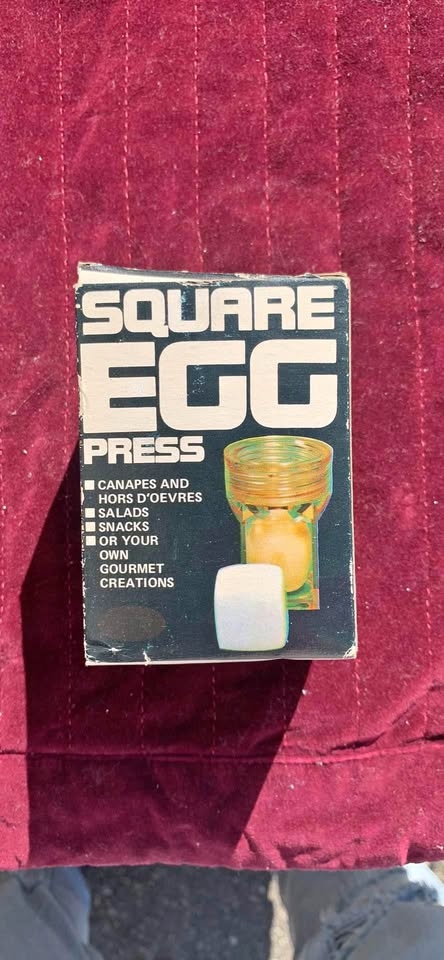 SQUARE
EGG
PRESS
■ CANAPES AND
HORS D'OEVRES
■ SALADS
■ SNACKS
■ OR YOUR
OWN
GOURMET
CREATIONS